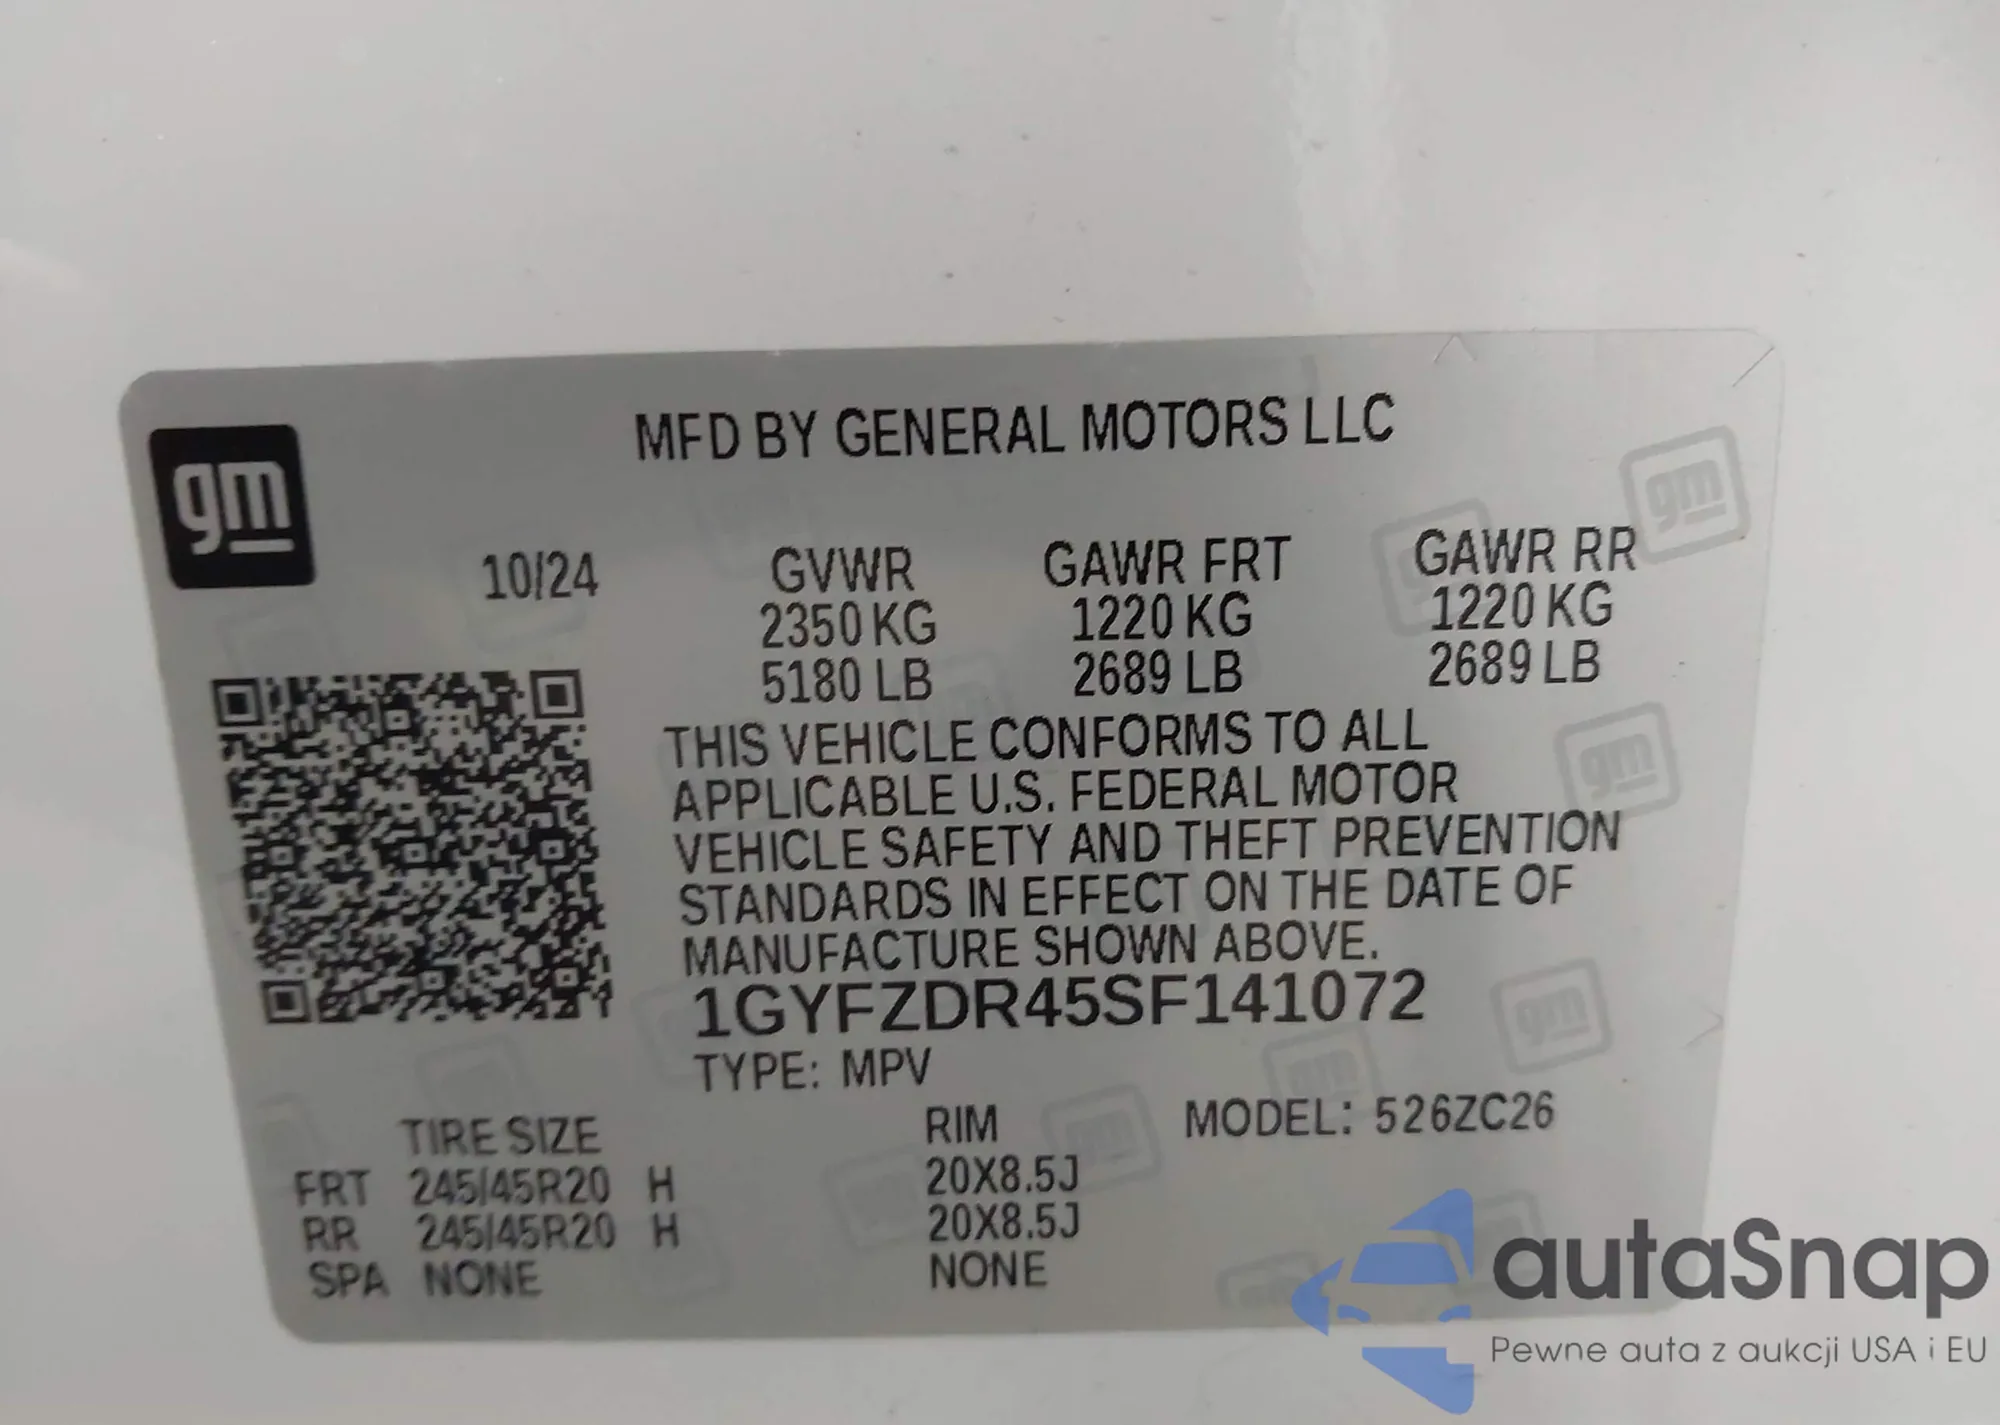 gm
MFD BY GENERAL MOTORS LLC
10/24 GVWR GAWR FRT GAWR RR
2350 KG 1220 KG 1220 KG
5180 LB 2689 LB 2689 LB
THIS VEHICLE CONFORMS TO ALL
APPLICABLE U.S. FEDERAL MOTOR
VEHICLE SAFETY AND THEFT PREVENTION
STANDARDS IN EFFECT ON THE DATE OF
MANUFACTURE SHOWN ABOVE.
1GYFZDR45SF141072
TYPE: MPV
TIRE SIZE RIM MODEL: 526ZC26
FRT 245/45R20 H 20X8.5J
RR 245/45R20 H 20X8.5J
SPA NONE NONE
autaSnap
Pewne auta z aukcji USA i EU